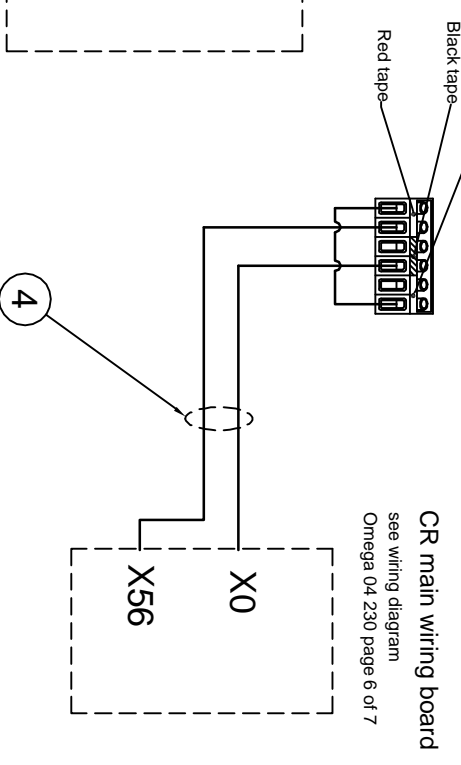 Black tape
Red tape
4
CR main wiring board
see wiring diagram
Omega 04 230 page 6 of 7
X0
X56